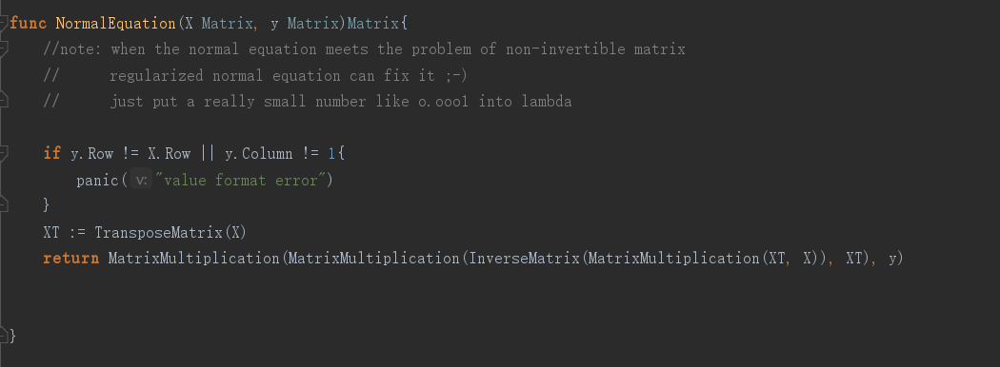 func NormalEquation(X Matrix, y Matrix)Matrix{
//note: when the normal equation meets the problem of non-invertible matrix
//      regularized normal equation can fix it ;-)
//      just put a really small number like o.ooo1 into lambda
if y.Row != X.Row || y.Column != 1{
panic( v: "value format error")
}
XT := TransposeMatrix(X)
return MatrixMultiplication(MatrixMultiplication(InverseMatrix(MatrixMultiplication(XT, X)), XT), y)
}